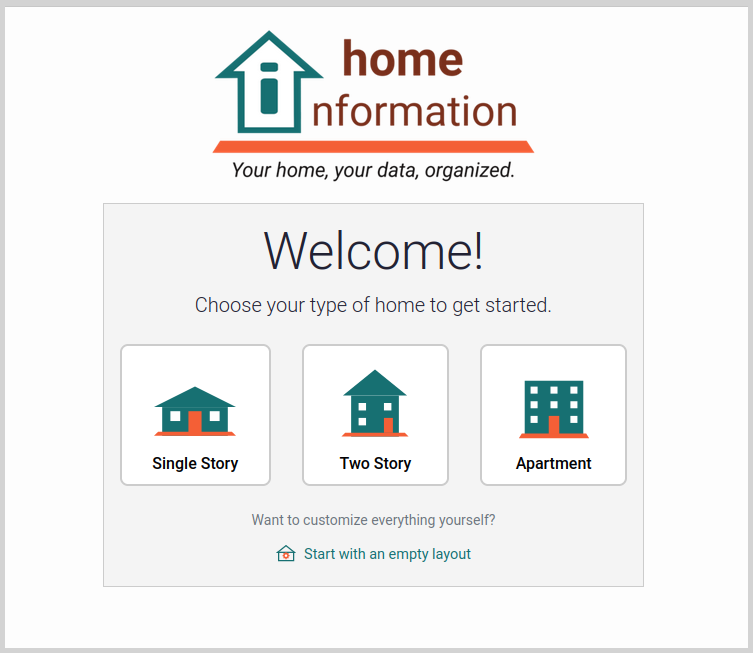 home
information
Your home, your data, organized.
Welcome!
Choose your type of home to get started.
Single Story
Two Story
Apartment
Want to customize everything yourself?
Start with an empty layout